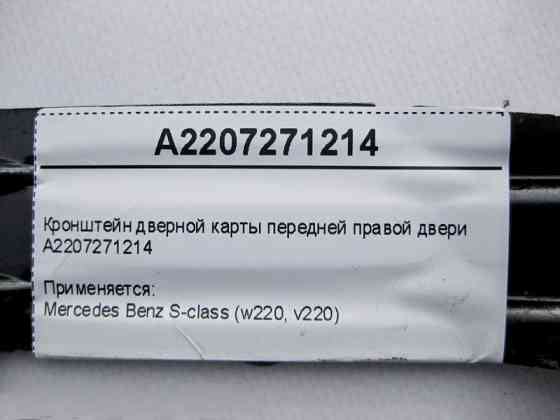 A2207271214
Кронштейн дверной карты передней правой двери
A2207271214
Применяется:
Mercedes Benz S-class (w220, v220)